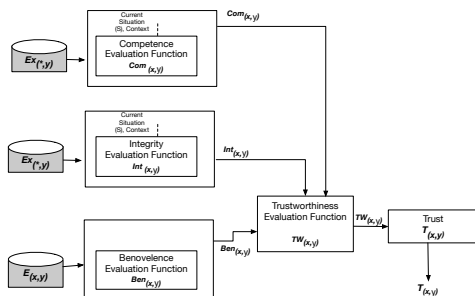 Current
Situation
(S), Context
Com(x,y)
Competence
Evaluation Function
Com (x,y)
Ex(*,y)
Current
Situation
(S), Context
Integrity
Evaluation Function
Int (x,y)
Ex(*,y)
Int(x,y)
Trustworthiness
Evaluation Function
TW(x,y)
TW(x,y)
Trust
T(x,y)
Ben(x,y)
Benovelence
Evaluation Function
Ben(x,y)
E(x,y)
T(x,y)